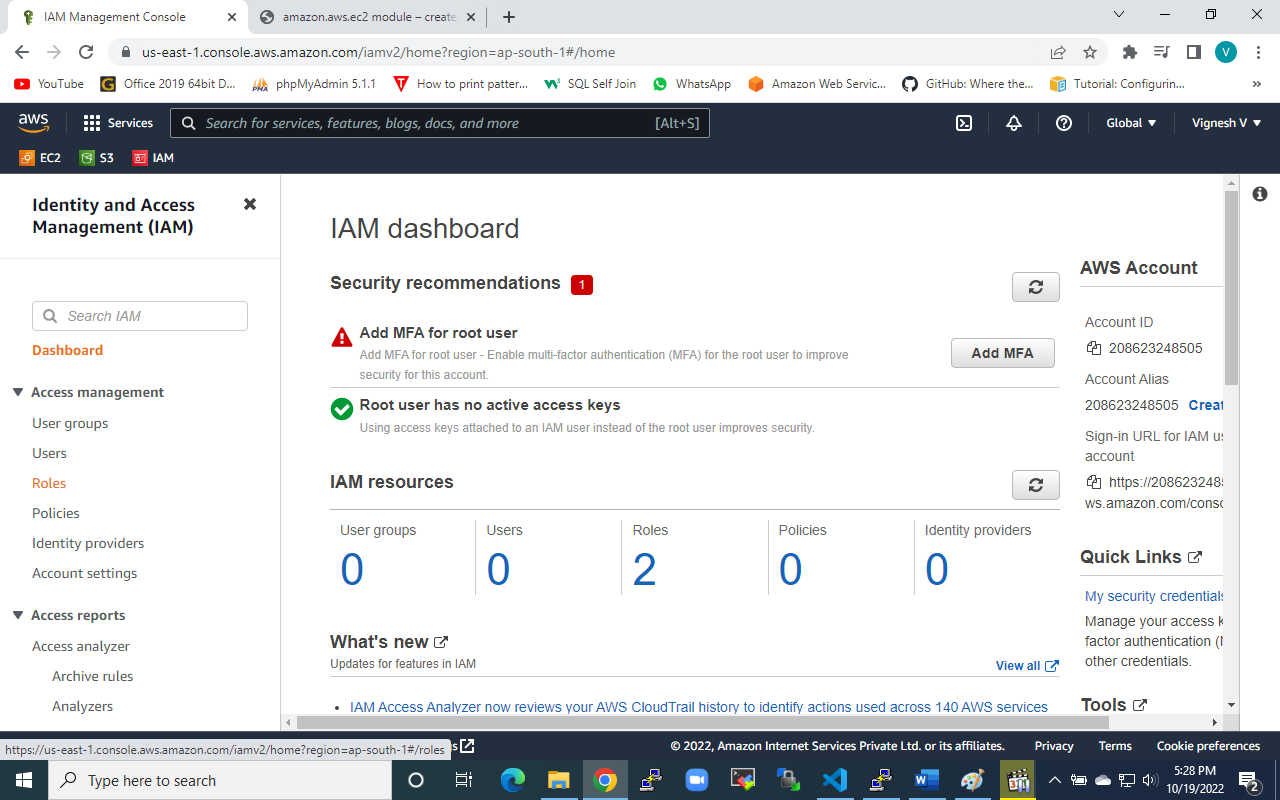 IAM Management Console
amazon.aws.ec2 module – create
us-east-1.console.aws.amazon.com/iamv2/home?region=ap-south-1#/home
V
YouTube
Office 2019 64bit D...
phpMyAdmin 5.1.1
How to print patter...
SQL Self Join
WhatsApp
Amazon Web Servic...
GitHub: Where the...
Tutorial: Configurin...
»
aws
Services
Search for services, features, blogs, docs, and more
[Alt+S]
Global
Vignesh V
EC2
S3
IAM
Identity and Access
Management (IAM)
Search IAM
Dashboard
Access management
User groups
Users
Roles
Policies
Identity providers
Account settings
Access reports
Access analyzer
Archive rules
Analyzers
IAM dashboard
Security recommendations 1
Add MFA for root user
Add MFA for root user - Enable multi-factor authentication (MFA) for the root user to improve
security for this account.
Add MFA
Root user has no active access keys
Using access keys attached to an IAM user instead of the root user improves security.
IAM resources
User groups
0
Users
0
Roles
2
Policies
0
Identity providers
0
What's new
Updates for features in IAM
View all
• IAM Access Analyzer now reviews your AWS CloudTrail history to identify actions used across 140 AWS services
AWS Account
Account ID
208623248505
Account Alias
208623248505 Creat
Sign-in URL for IAM us
account
https://2086232485
ws.amazon.com/conso
Quick Links
My security credentials
Manage your access k
factor authentication (M
other credentials.
Tools
https://us-east-1.console.aws.amazon.com/iamv2/home?region=ap-south-1#/roles
© 2022, Amazon Internet Services Private Ltd. or its affiliates.
Privacy
Terms
Cookie preferences
Type here to search
5:28 PM
10/19/2022
2